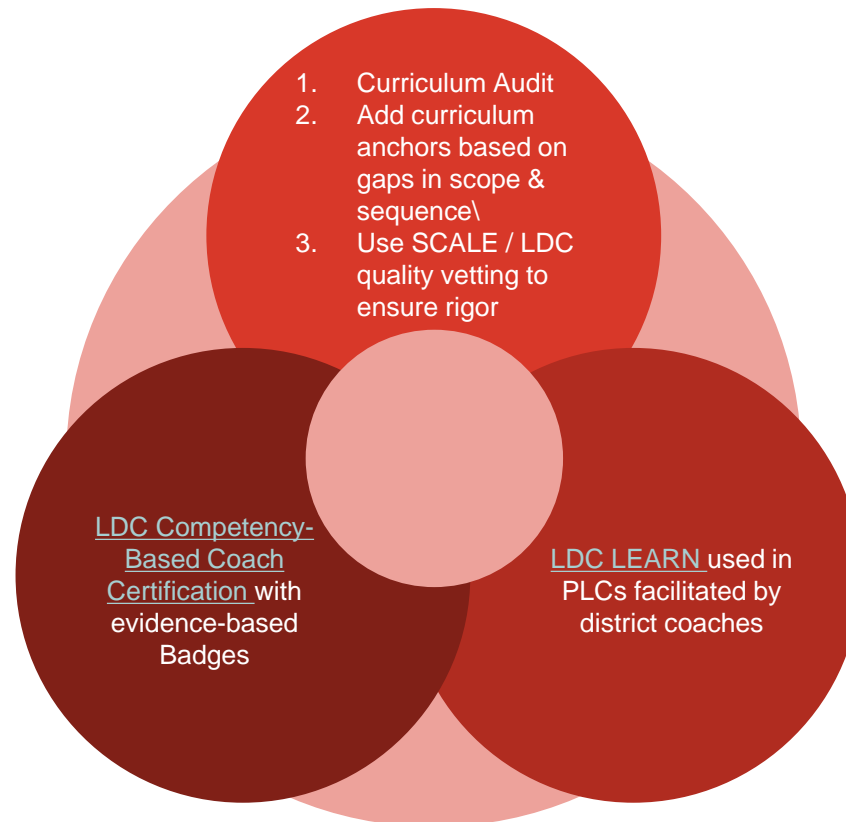 1. Curriculum Audit
2. Add curriculum
anchors based on
gaps in scope &
sequence\
3. Use SCALE / LDC
quality vetting to
ensure rigor
LDC Competency-
Based Coach
Certification with
evidence-based
Badges
LDC LEARN used in
PLCs facilitated by
district coaches